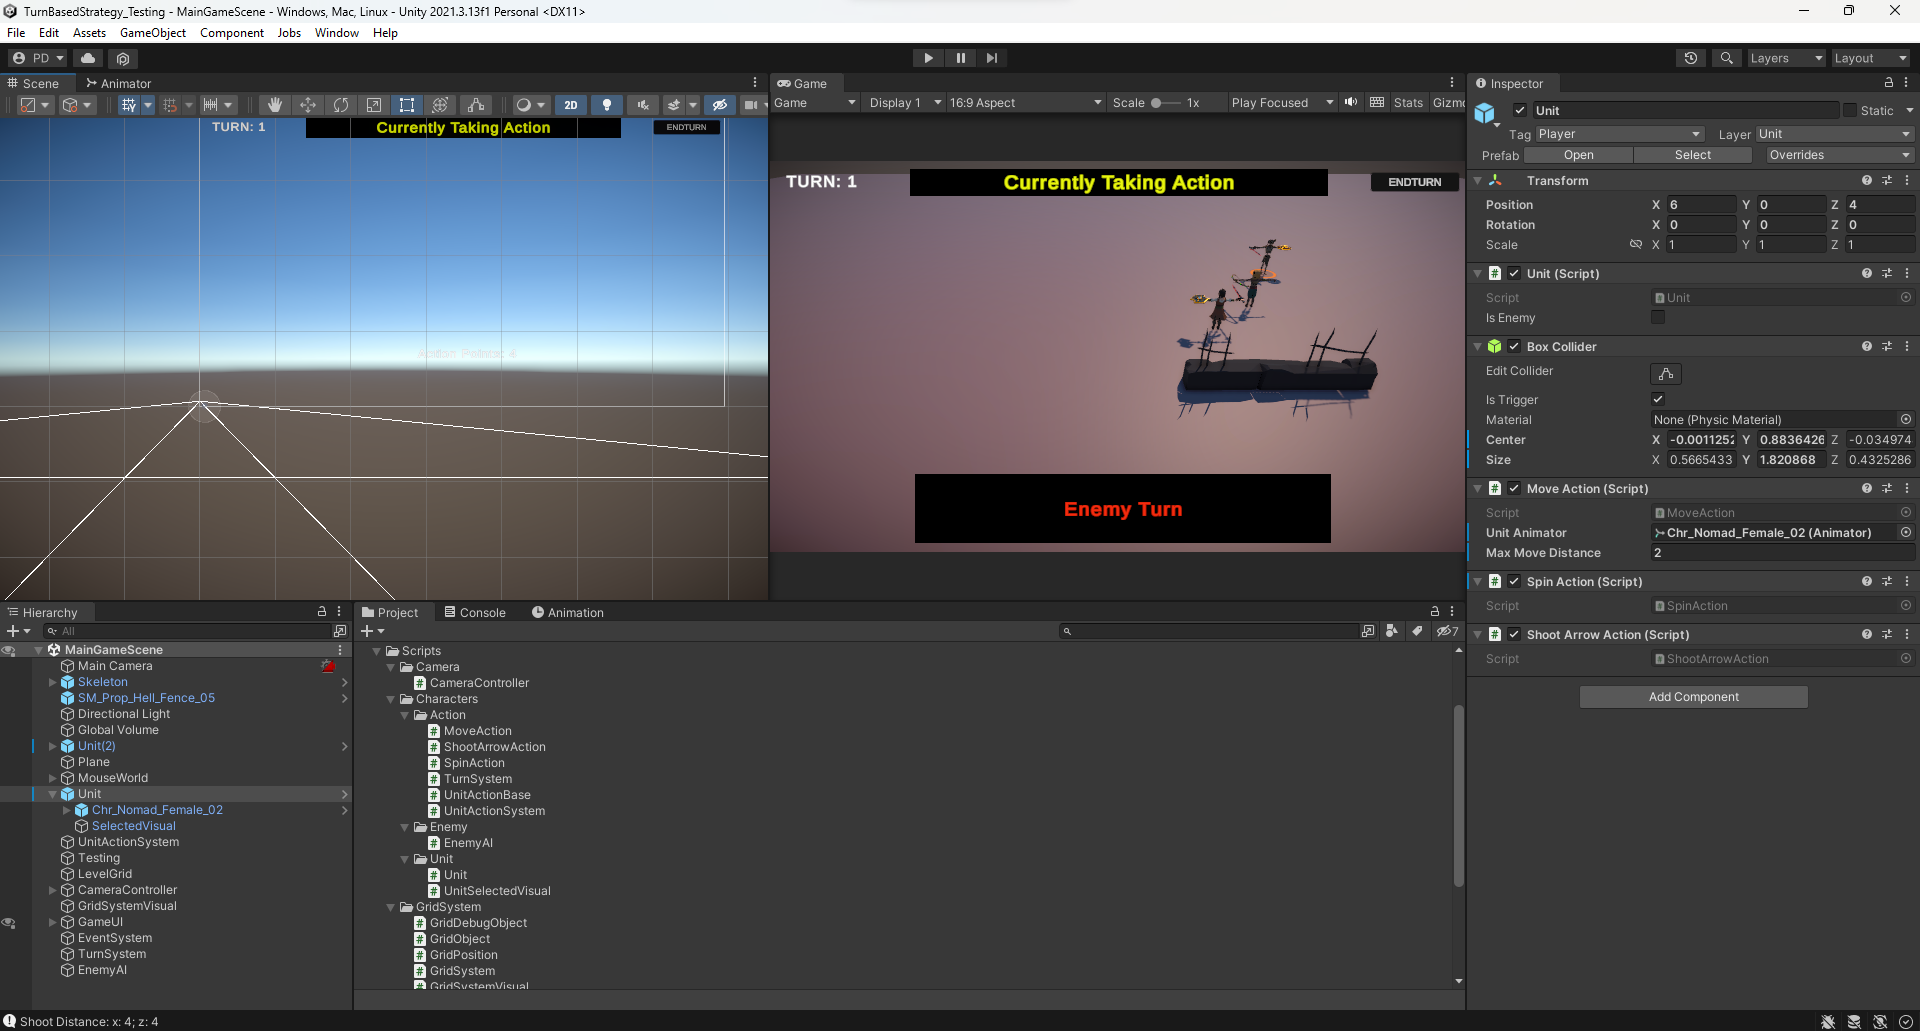 TurnBasedStrategy_Testing - MainGameScene - Windows, Mac, Linux - Unity 2021.3.13f1 Personal <DX11>
File Edit Assets GameObject Component Jobs Window Help
PD Layers Layout
Scene Animator
2D
TURN: 1 Currently Taking Action ENDTURN
Action Points: 4
Game
Game Display 1 16:9 Aspect Scale 1x Play Focused Stats Gizmo
TURN: 1 Currently Taking Action ENDTURN
Enemy Turn
Hierarchy
All
MainGameScene
Main Camera
Skeleton
SM_Prop_Hell_Fence_05
Directional Light
Global Volume
Unit(2)
Plane
MouseWorld
Unit
Chr_Nomad_Female_02
SelectedVisual
UnitActionSystem
Testing
LevelGrid
CameraController
GridSystemVisual
GameUI
EventSystem
TurnSystem
EnemyAI
Project Console Animation
7
Scripts
Camera
CameraController
Characters
Action
MoveAction
ShootArrowAction
SpinAction
TurnSystem
UnitActionBase
UnitActionSystem
Enemy
EnemyAI
Unit
Unit
UnitSelectedVisual
GridSystem
GridDebugObject
GridObject
GridPosition
GridSystem
GridSystemVisual
Inspector
Unit Static
Tag Player Layer Unit
Prefab Open Select Overrides
Transform
Position X 6 Y 0 Z 4
Rotation X 0 Y 0 Z 0
Scale X 1 Y 1 Z 1
Unit (Script)
Script Unit
Is Enemy
Box Collider
Edit Collider
Is Trigger
Material None (Physic Material)
Center X -0.0011252 Y 0.8836426 Z -0.034974
Size X 0.5665433 Y 1.820868 Z 0.4325286
Move Action (Script)
Script MoveAction
Unit Animator Chr_Nomad_Female_02 (Animator)
Max Move Distance 2
Spin Action (Script)
Script SpinAction
Shoot Arrow Action (Script)
Script ShootArrowAction
Add Component
Shoot Distance: x: 4; z: 4